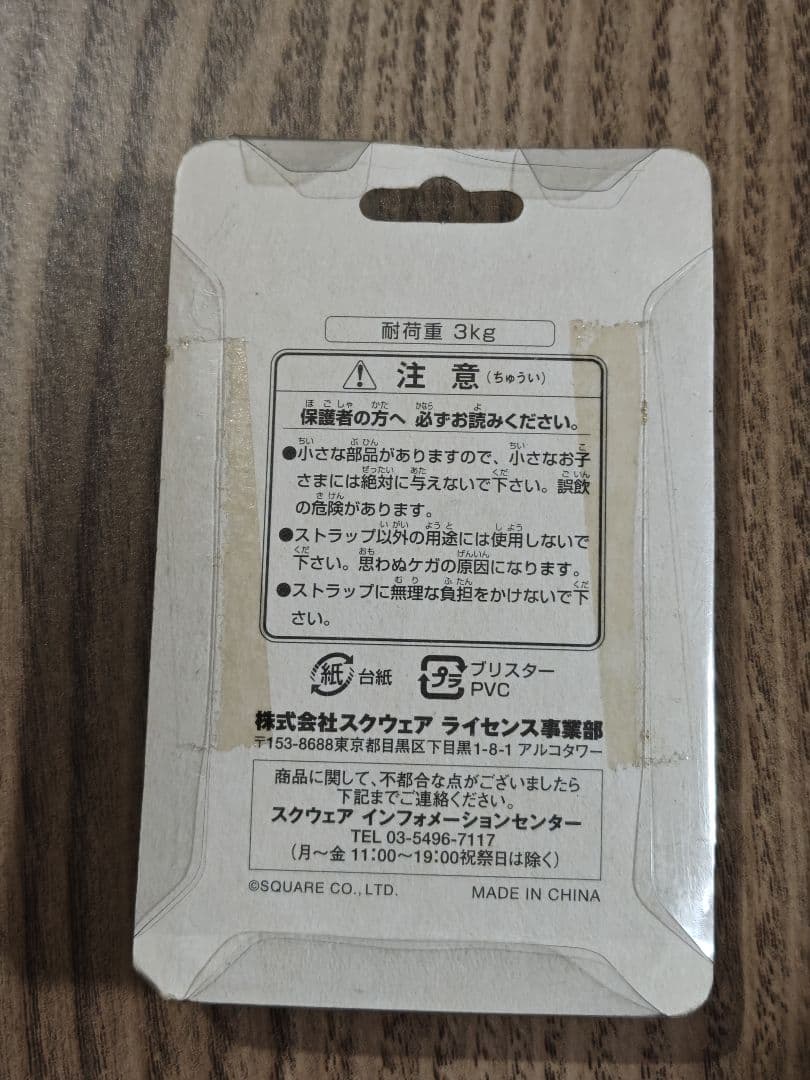 耐荷重 3kg
注 意(ちゅうい)
保護者の方へ 必ずお読みください。
●小さな部品がありますので、小さなお子
さまには絶対に与えないで下さい。誤飲
の危険があります。
●ストラップ以外の用途には使用しないで
下さい。思わぬケガの原因になります。
●ストラップに無理な負担をかけないで下
さい。
紙 台紙
プラ ブリスター
PVC
株式会社スクウェア ライセンス事業部
〒153-8688東京都目黒区下目黒1-8-1 アルコタワー
商品に関して、不都合な点がございましたら
下記までご連絡ください。
スクウェア インフォメーションセンター
TEL 03-5496-7117
(月〜金 11:00〜19:00祝祭日は除く)
©SQUARE CO., LTD. MADE IN CHINA